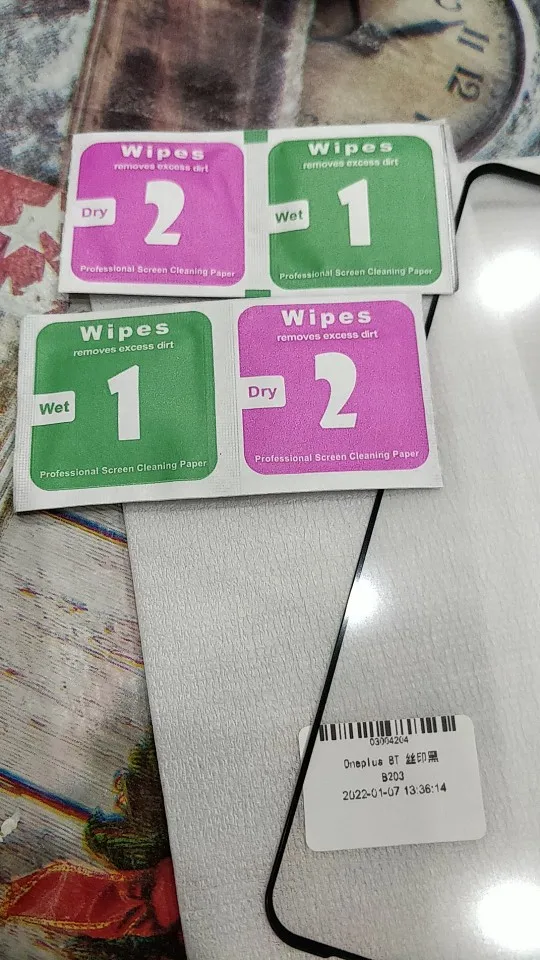 11
12
Wipes
removes excess dirt
Dry
2
Professional Screen Cleaning Paper
Wipes
removes excess dirt
Wet
1
Professional Screen Cleaning Paper
Wipes
removes excess dirt
Wet
1
Professional Screen Cleaning Paper
Wipes
removes excess dirt
Dry
2
Professional Screen Cleaning Paper
03004204
Oneplus 8T 丝印黑
B203
2022-01-07 13:36:14